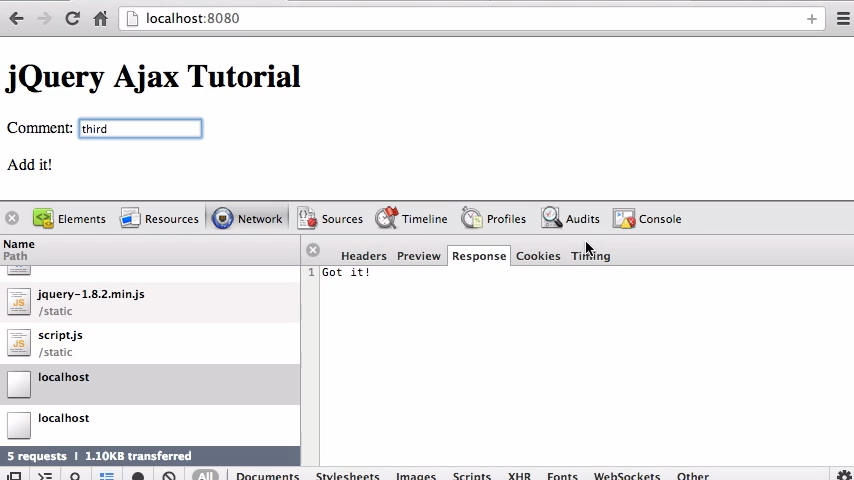 localhost:8080
jQuery Ajax Tutorial
Comment: third
Add it!
Elements Resources Network Sources Timeline Profiles Audits Console
Name
Path
Headers Preview Response Cookies Timing
1 Got it!
jquery-1.8.2.min.js
/static
script.js
/static
localhost
localhost
5 requests | 1.10KB transferred
All Documents Stylesheets Images Scripts XHR Fonts WebSockets Other